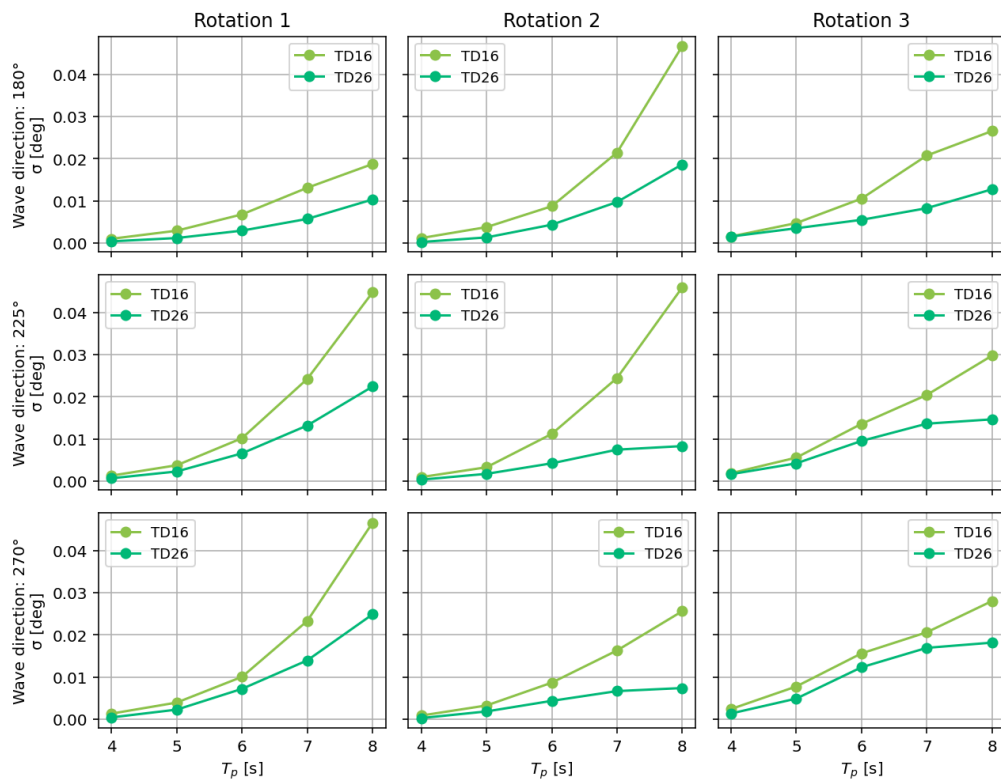 Rotation 1
Rotation 2
Rotation 3
Wave direction: 180°
σ [deg]
0.04
0.03
0.02
0.01
0.00
TD16
TD26
TD16
TD26
TD16
TD26
Wave direction: 225°
σ [deg]
0.04
0.03
0.02
0.01
0.00
TD16
TD26
TD16
TD26
TD16
TD26
Wave direction: 270°
σ [deg]
0.04
0.03
0.02
0.01
0.00
TD16
TD26
TD16
TD26
TD16
TD26
4 5 6 7 8
4 5 6 7 8
4 5 6 7 8
T_p [s]
T_p [s]
T_p [s]